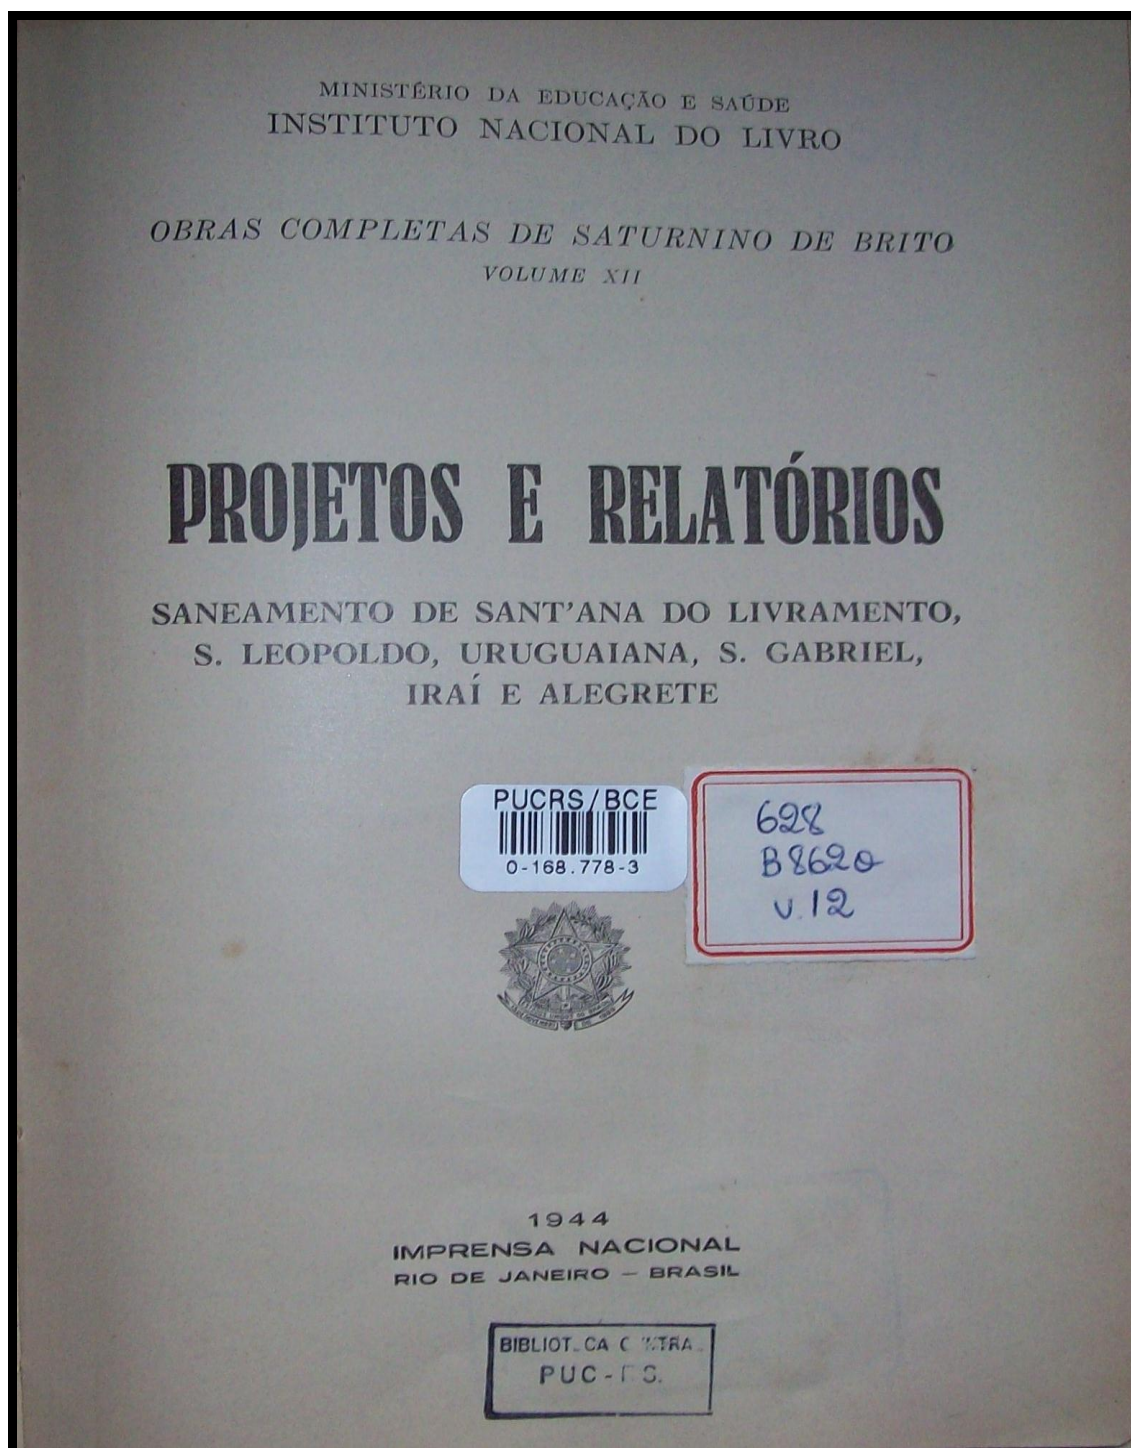 MINISTÉRIO DA EDUCAÇÃO E SAÚDE
INSTITUTO NACIONAL DO LIVRO
OBRAS COMPLETAS DE SATURNINO DE BRITO
VOLUME XII
PROJETOS E RELATÓRIOS
SANEAMENTO DE SANT'ANA DO LIVRAMENTO,
S. LEOPOLDO, URUGUAIANA, S. GABRIEL,
IRAÍ E ALEGRETE
PUCRS/BCE
0-168.778-3
628
B862o
v.12
1944
IMPRENSA NACIONAL
RIO DE JANEIRO — BRASIL
PUC-